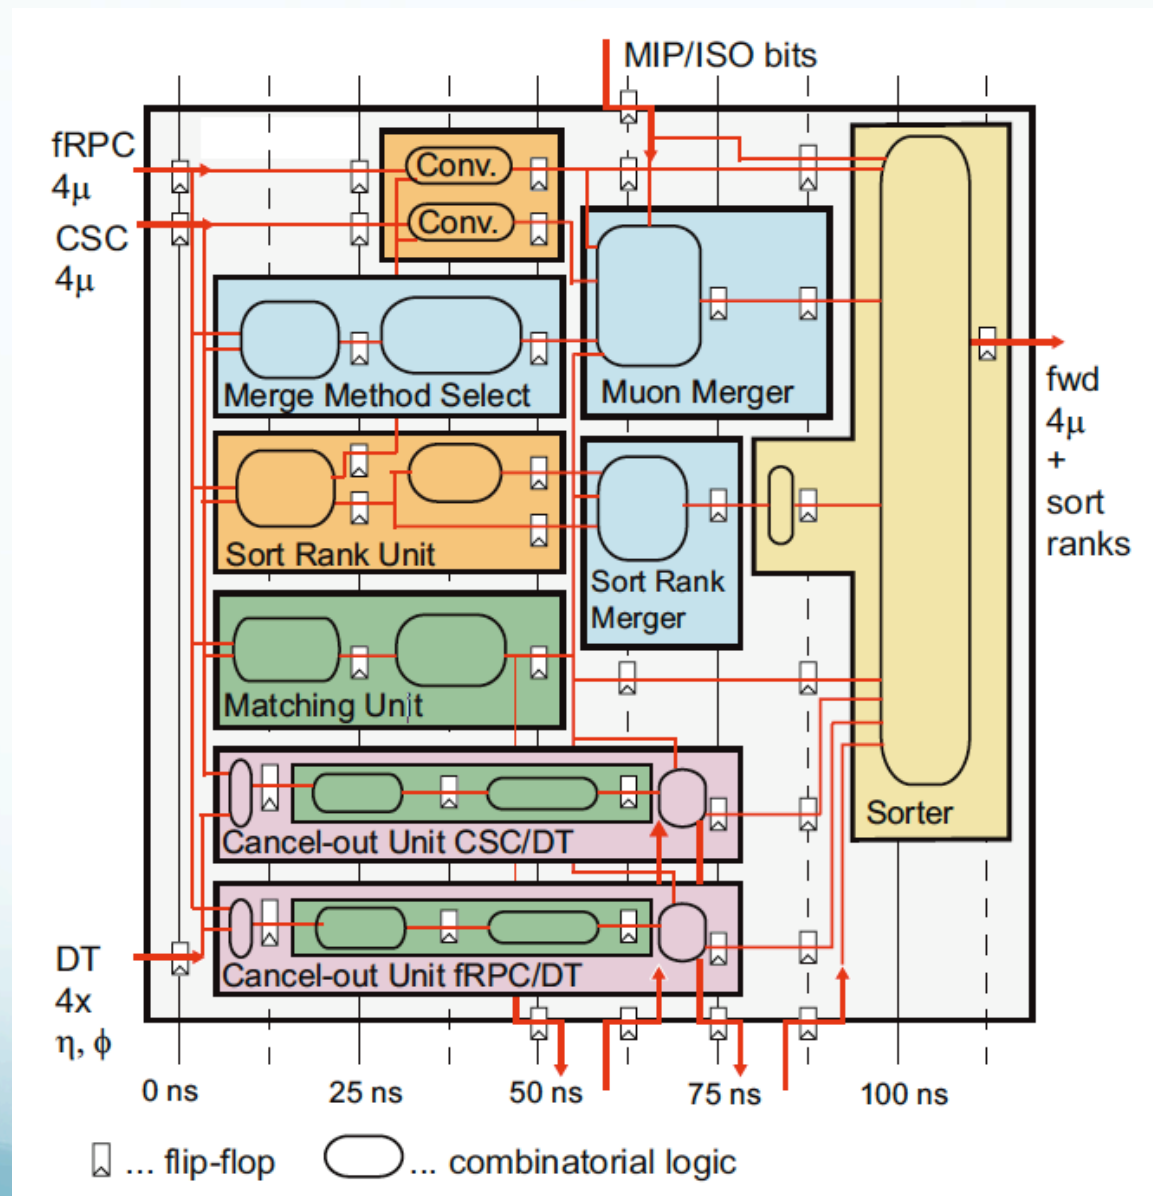 MIP/ISO bits
fRPC
4μ
CSC
4μ
Conv.
Conv.
Merge Method Select
Muon Merger
fwd
4μ
+
sort
ranks
Sort Rank Unit
Sort Rank
Merger
Matching Unit
Sorter
Cancel-out Unit CSC/DT
Cancel-out Unit fRPC/DT
DT
4x
η, ϕ
0 ns
25 ns
50 ns
75 ns
100 ns
... flip-flop
... combinatorial logic